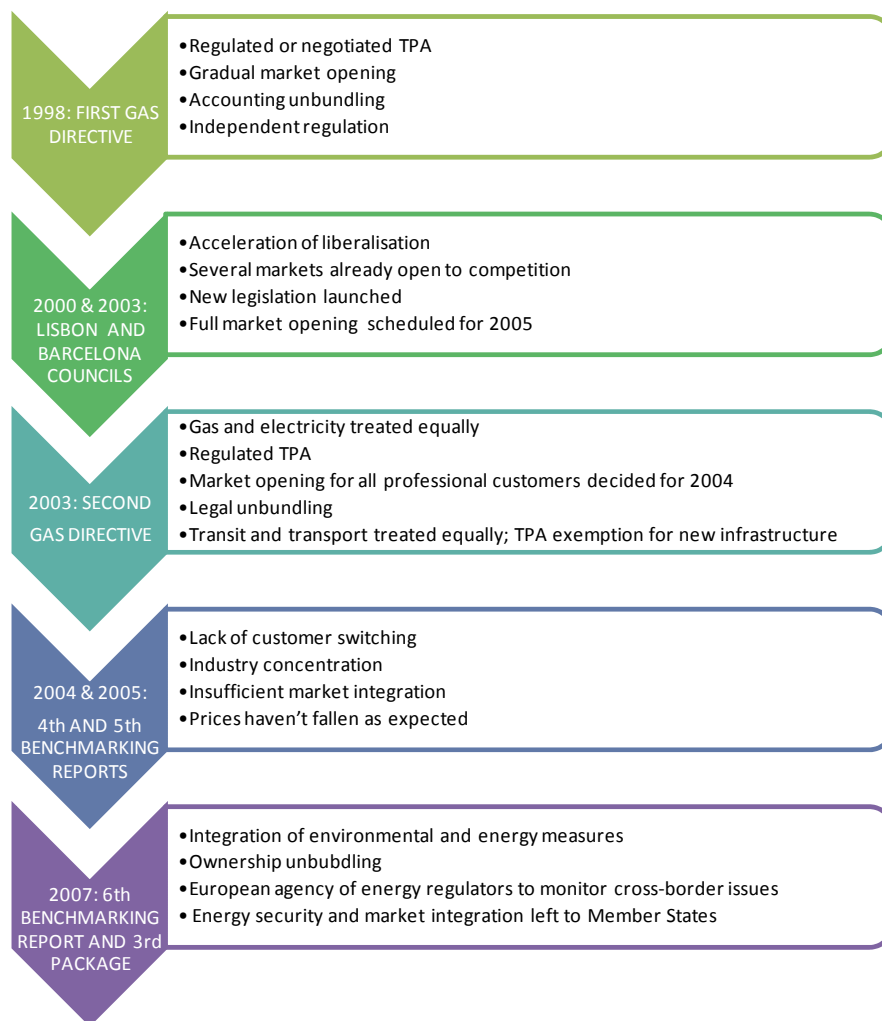 1998: FIRST GAS
DIRECTIVE
•Regulated or negotiated TPA
•Gradual market opening
•Accounting unbundling
•Independent regulation
2000 & 2003:
LISBON AND
BARCELONA
COUNCILS
•Acceleration of liberalisation
•Several markets already open to competition
•New legislation launched
•Full market opening scheduled for 2005
2003: SECOND
GAS DIRECTIVE
•Gas and electricity treated equally
•Regulated TPA
•Market opening for all professional customers decided for 2004
•Legal unbundling
•Transit and transport treated equally; TPA exemption for new infrastructure
2004 & 2005:
4th AND 5th
BENCHMARKING
REPORTS
•Lack of customer switching
•Industry concentration
•Insufficient market integration
•Prices haven't fallen as expected
2007: 6th
BENCHMARKING
REPORT AND 3rd
PACKAGE
•Integration of environmental and energy measures
•Ownership unbubdling
•European agency of energy regulators to monitor cross-border issues
• Energy security and market integration left to Member States